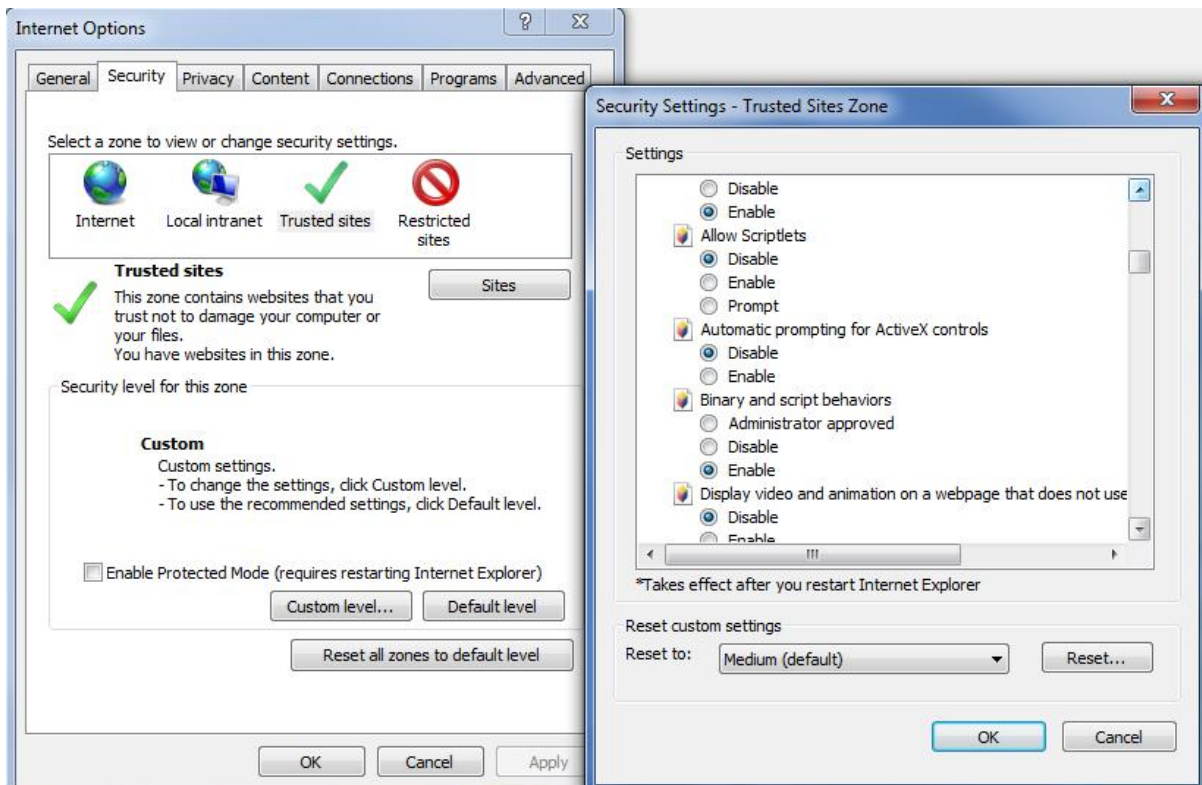 Internet Options
General Security Privacy Content Connections Programs Advanced
Select a zone to view or change security settings.
Internet Local intranet Trusted sites Restricted
sites
Trusted sites
Sites
This zone contains websites that you
trust not to damage your computer or
your files.
You have websites in this zone.
Security level for this zone
Custom
Custom settings.
- To change the settings, click Custom level.
- To use the recommended settings, click Default level.
Enable Protected Mode (requires restarting Internet Explorer)
Custom level... Default level
Reset all zones to default level
OK Cancel Apply
Security Settings - Trusted Sites Zone
Settings
Disable
Enable
Allow Scriptlets
Disable
Enable
Prompt
Automatic prompting for ActiveX controls
Disable
Enable
Binary and script behaviors
Administrator approved
Disable
Enable
Display video and animation on a webpage that does not use
Disable
Enable
*Takes effect after you restart Internet Explorer
Reset custom settings
Reset to: Medium (default) Reset...
OK Cancel